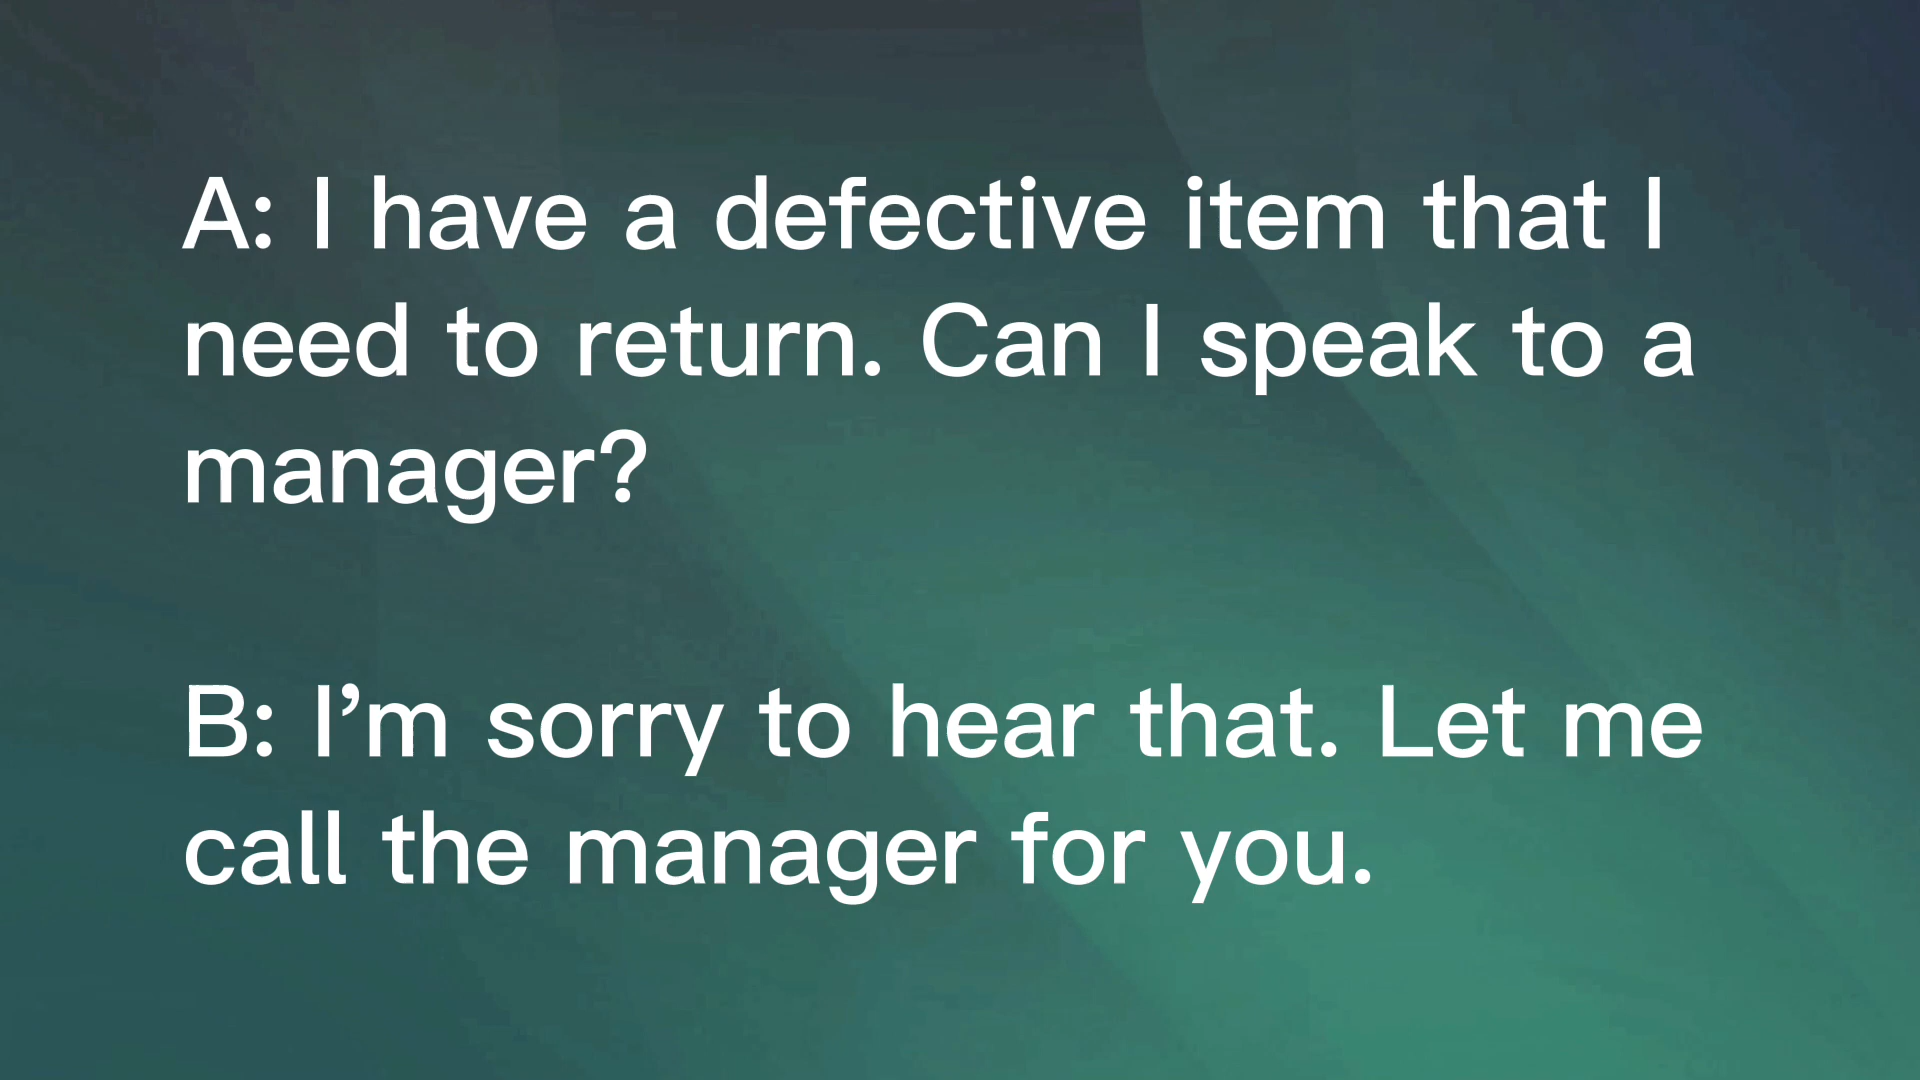 A: I have a defective item that I
need to return. Can I speak to a
manager?
B: I’m sorry to hear that. Let me
call the manager for you.